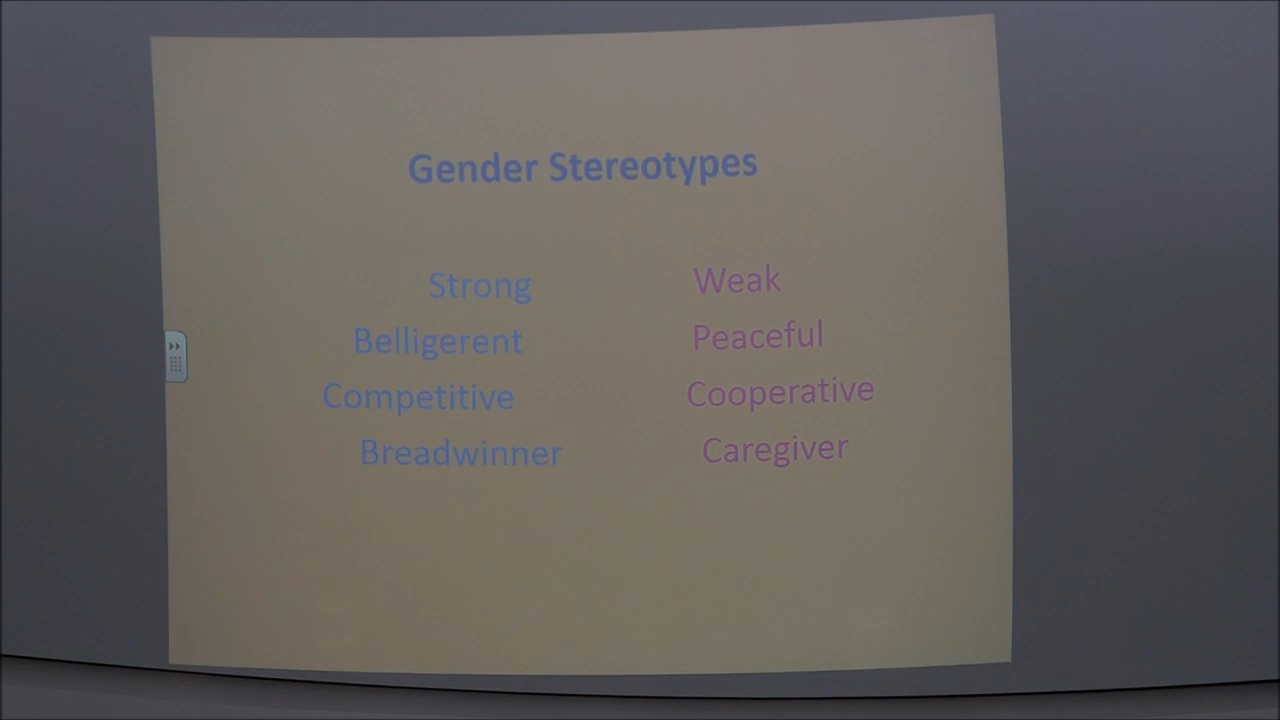 Gender Stereotypes
Strong Weak
Belligerent Peaceful
Competitive Cooperative
Breadwinner Caregiver